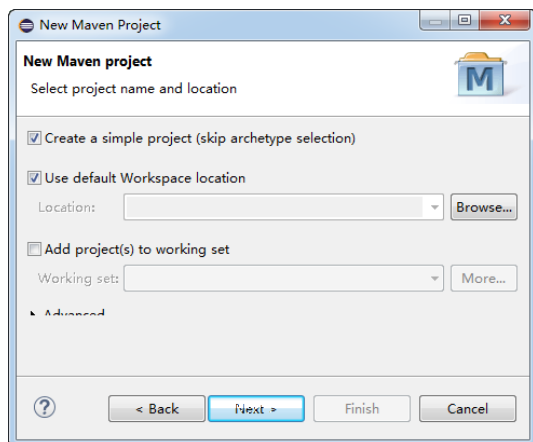 New Maven Project
New Maven project
Select project name and location
M
Create a simple project (skip archetype selection)
Use default Workspace location
Location: Browse...
Add project(s) to working set
Working set: More...
Advanced
? < Back Next > Finish Cancel